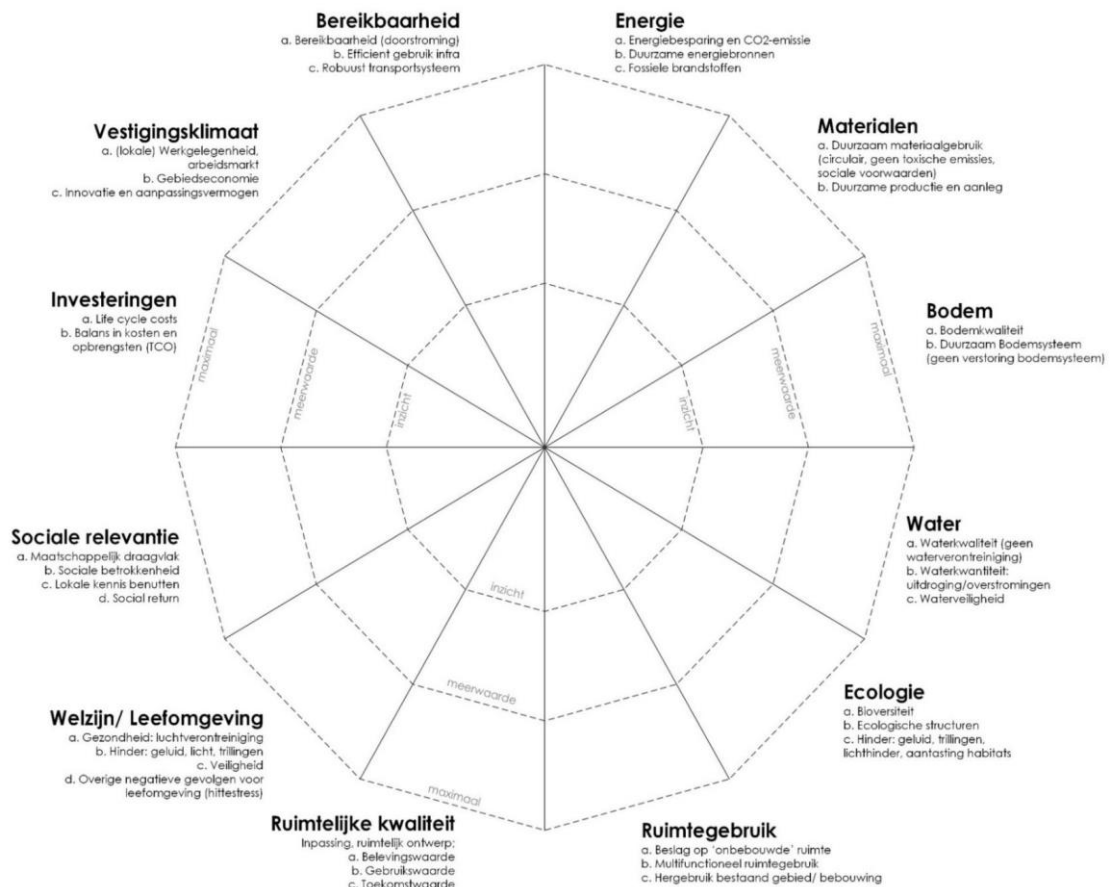 Bereikbaarheid
a. Bereikbaarheid (doorstroming)
b. Efficient gebruik infra
c. Robuust transportsysteem
Energie
a. Energiebesparing en CO2-emissie
b. Duurzame energiebronnen
c. Fossiele brandstoffen
Vestigingsklimaat
a. (lokale) Werkgelegenheid,
arbeidsmarkt
b. Gebiedseconomie
c. Innovatie en aanpassingsvermogen
Materialen
a. Duurzaam materiaalgebruik
(circulair, geen toxische emissies,
sociale voorwaarden)
b. Duurzame productie en aanleg
Investeringen
a. Life cycle costs
b. Balans in kosten en
opbrengsten (TCO)
maximaal
meerwaarde
inzicht
inzicht
meerwaarde
maximaal
Bodem
a. Bodemkwaliteit
b. Duurzaam Bodemsysteem
(geen verstoring bodemsysteem)
Sociale relevantie
a. Maatschappelijk draagvlak
b. Sociale betrokkenheid
c. Lokale kennis benutten
d. Social return
Water
a. Waterkwaliteit (geen
waterverontreiniging)
b. Waterkwantiteit:
uitdroging/overstromingen
c. Waterveiligheid
inzicht
meerwaarde
maximaal
Welzijn/ Leefomgeving
a. Gezondheid: luchtverontreiniging
b. Hinder: geluid, licht, trillingen
c. Veiligheid
d. Overige negatieve gevolgen voor
leefomgeving (hittestress)
Ecologie
a. Bioversiteit
b. Ecologische structuren
c. Hinder: geluid, trillingen,
lichthinder, aantasting habitats
Ruimtelijke kwaliteit
Inpassing, ruimtelijk ontwerp;
a. Belevingswaarde
b. Gebruikswaarde
c. Toekomstwaarde
Ruimtegebruik
a. Beslag op 'onbebouwde' ruimte
b. Multifunctioneel ruimtegebruik
c. Hergebruik bestaand gebied/ bebouwing